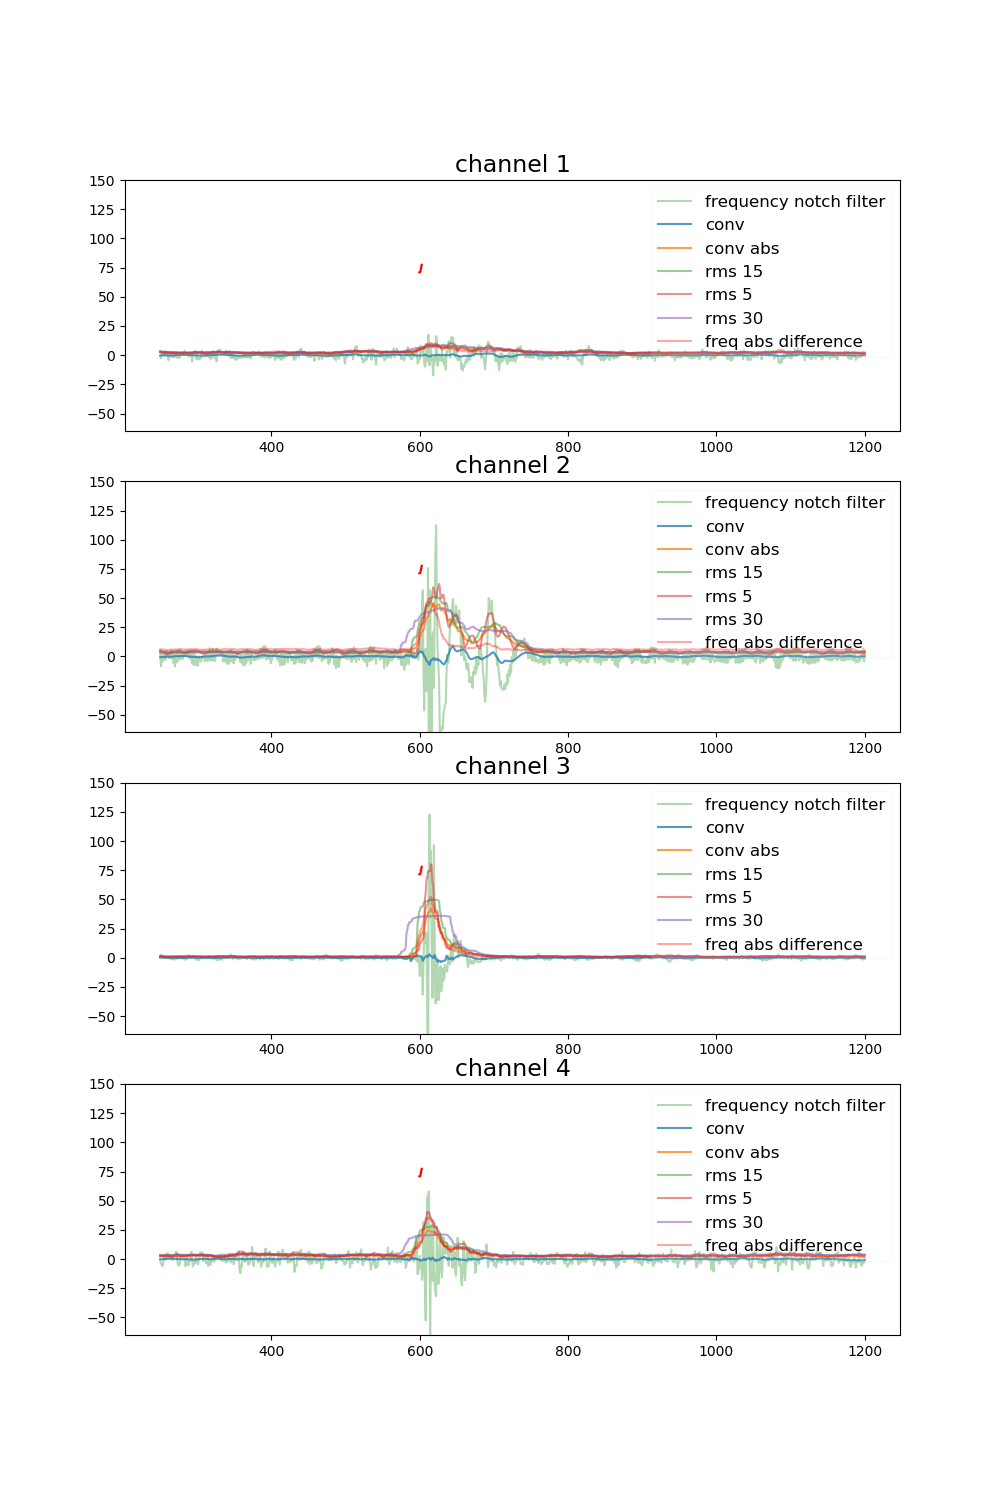 channel 1
150
125
100
75
50
25
0
−25
−50
frequency notch filter
conv
conv abs
rms 15
rms 5
rms 30
freq abs difference
400 600 800 1000 1200
channel 2
150
125
100
75
50
25
0
−25
−50
frequency notch filter
conv
conv abs
rms 15
rms 5
rms 30
freq abs difference
400 600 800 1000 1200
channel 3
150
125
100
75
50
25
0
−25
−50
frequency notch filter
conv
conv abs
rms 15
rms 5
rms 30
freq abs difference
400 600 800 1000 1200
channel 4
150
125
100
75
50
25
0
−25
−50
frequency notch filter
conv
conv abs
rms 15
rms 5
rms 30
freq abs difference
400 600 800 1000 1200